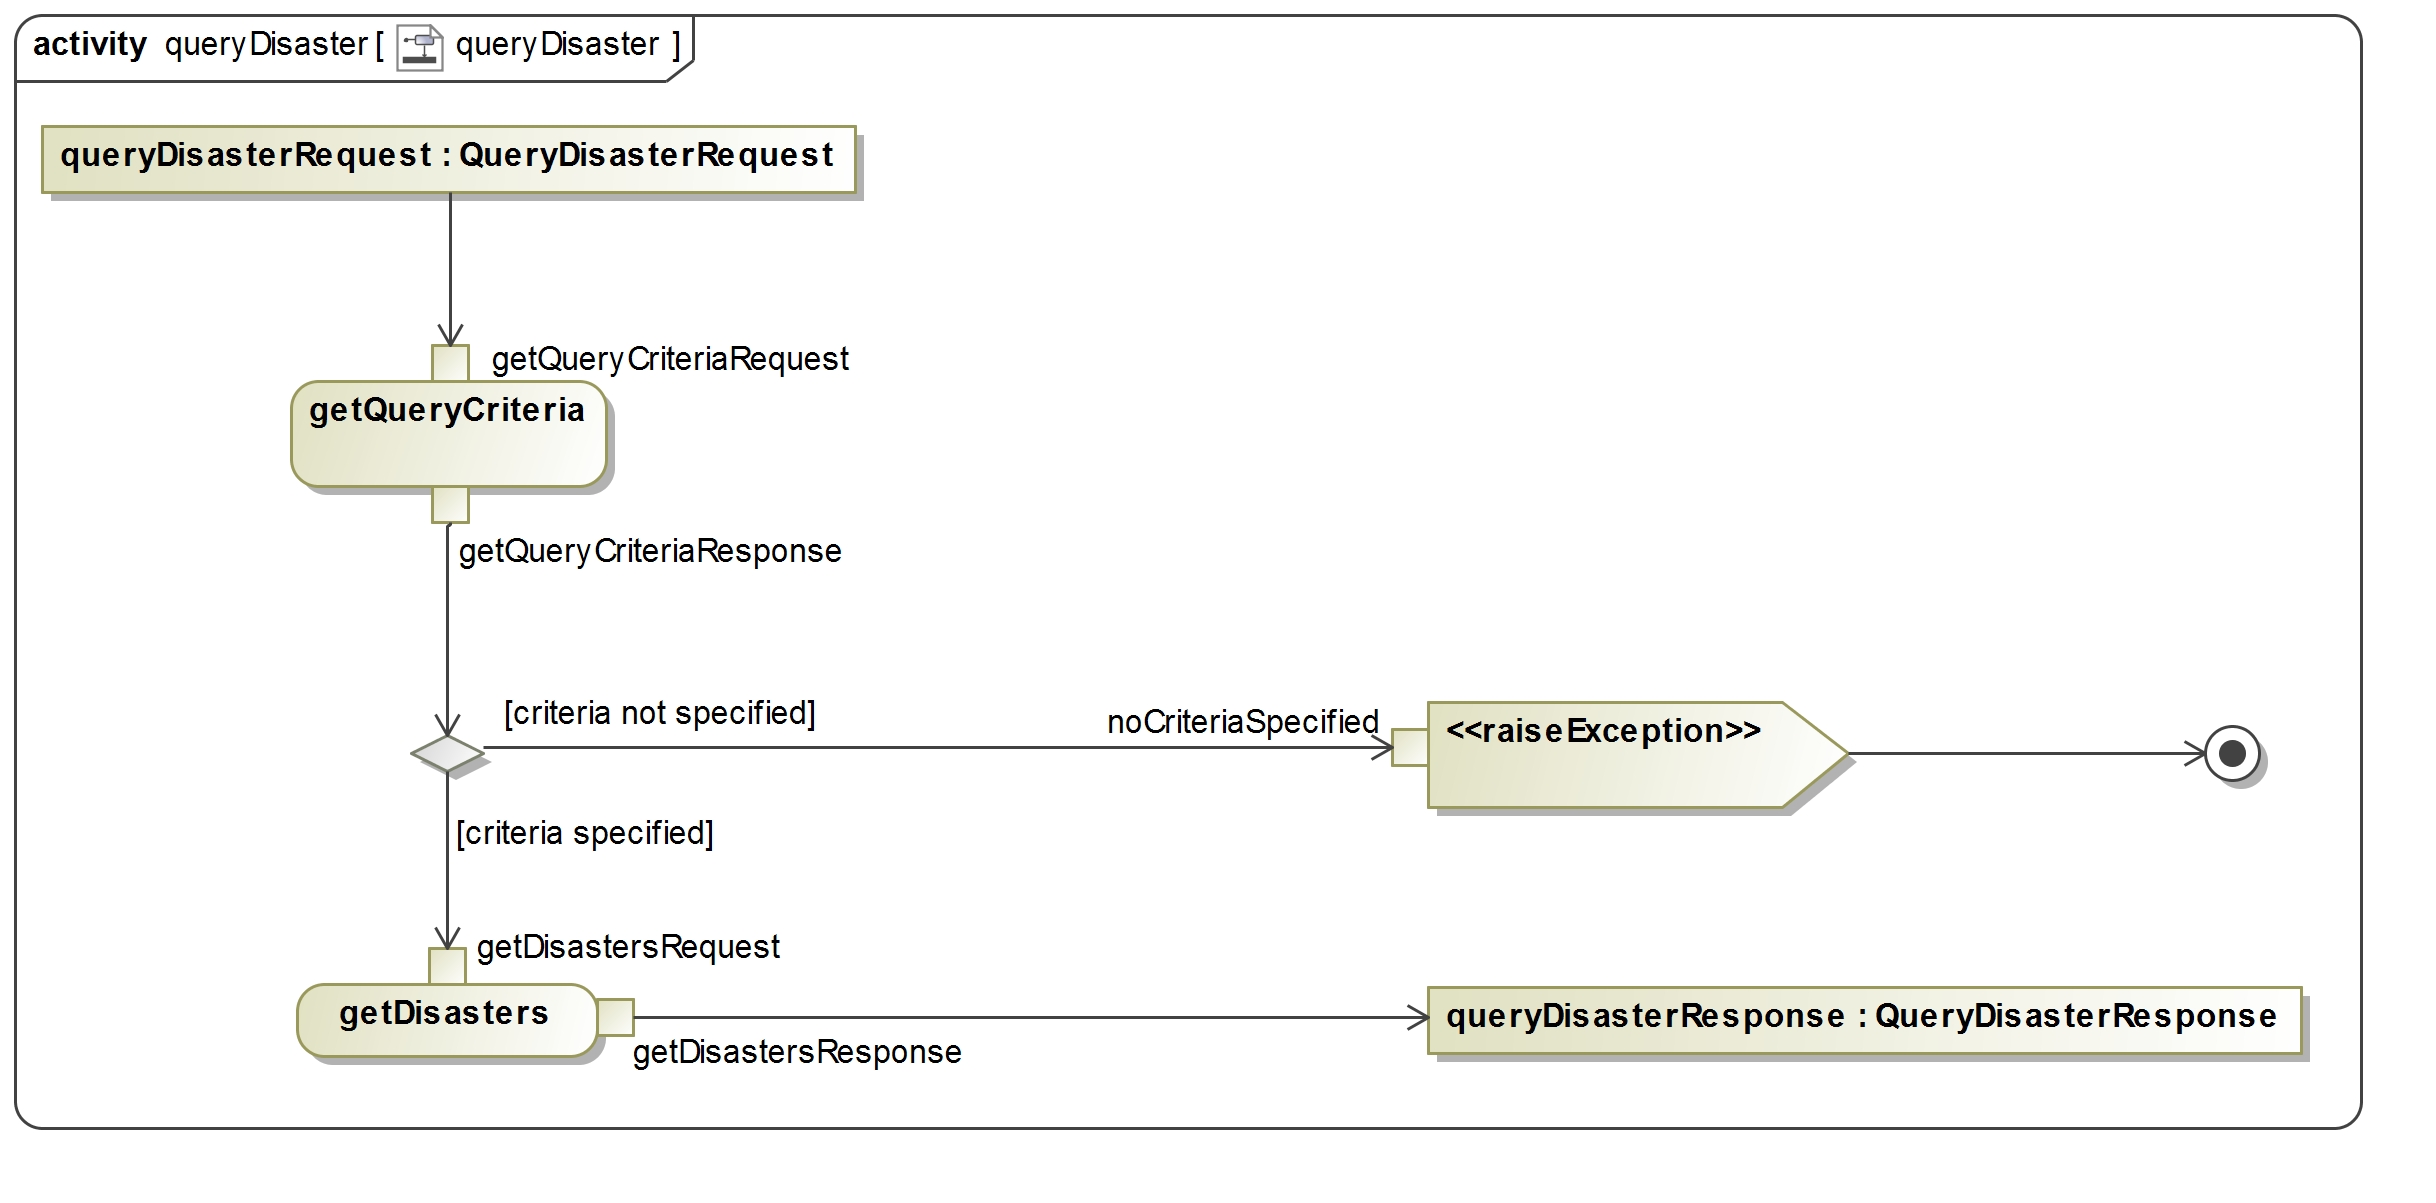 activity queryDisaster [ queryDisaster ]
queryDisasterRequest : QueryDisasterRequest
getQueryCriteriaRequest
getQueryCriteria
getQueryCriteriaResponse
[criteria not specified]
noCriteriaSpecified
<<raiseException>>
[criteria specified]
getDisastersRequest
getDisasters
queryDisasterResponse : QueryDisasterResponse
getDisastersResponse